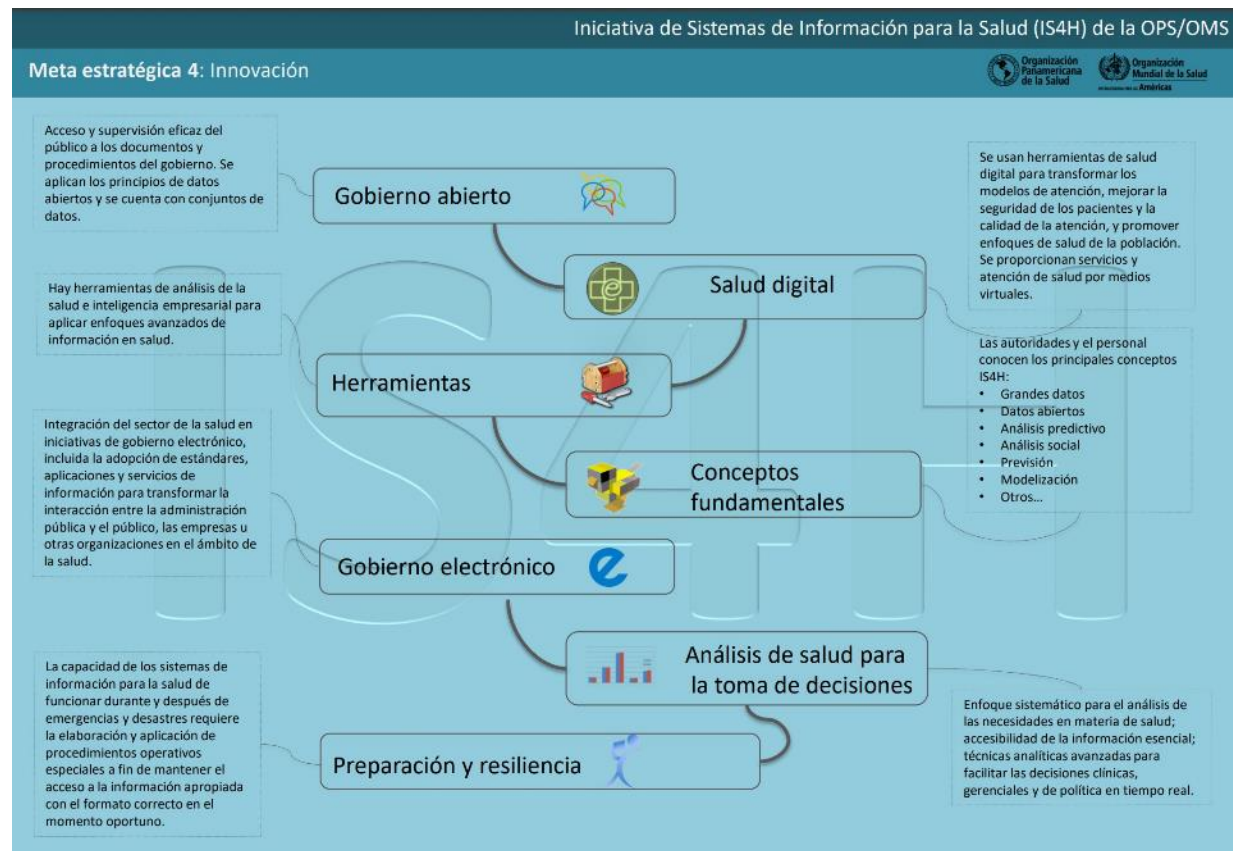 Iniciativa de Sistemas de Información para la Salud (IS4H) de la OPS/OMS
Meta estratégica 4: Innovación
Organización
Panamericana
de la Salud
Organización
Mundial de la Salud
Américas
Acceso y supervisión eficaz del
público a los documentos y
procedimientos del gobierno. Se
aplican los principios de datos
abiertos y se cuenta con conjuntos de
datos.
Gobierno abierto
Se usan herramientas de salud
digital para transformar los
modelos de atención, mejorar la
seguridad de los pacientes y la
calidad de la atención, y promover
enfoques de salud de la población.
Se proporcionan servicios y
atención de salud por medios
virtuales.
Salud digital
Hay herramientas de análisis de la
salud e inteligencia empresarial para
aplicar enfoques avanzados de
información en salud.
Herramientas
Las autoridades y el personal
conocen los principales conceptos
IS4H:
• Grandes datos
• Datos abiertos
• Análisis predictivo
• Análisis social
• Previsión
• Modelización
• Otros...
Conceptos
fundamentales
Integración del sector de la salud en
iniciativas de gobierno electrónico,
incluida la adopción de estándares,
aplicaciones y servicios de
información para transformar la
interacción entre la administración
pública y el público, las empresas u
otras organizaciones en el ámbito de
la salud.
Gobierno electrónico
Análisis de salud para
la toma de decisiones
Enfoque sistemático para el análisis de
las necesidades en materia de salud;
accesibilidad de la información esencial;
técnicas analíticas avanzadas para
facilitar las decisiones clínicas,
gerenciales y de política en tiempo real.
La capacidad de los sistemas de
información para la salud de
funcionar durante y después de
emergencias y desastres requiere
la elaboración y aplicación de
procedimientos operativos
especiales a fin de mantener el
acceso a la información apropiada
con el formato correcto en el
momento oportuno.
Preparación y resiliencia
IS4H